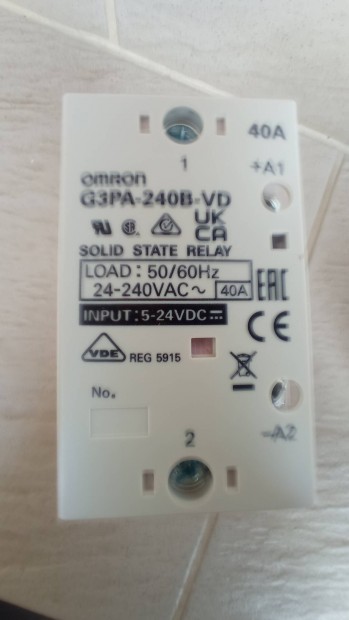 40A
1
+A1
omron
G3PA-240B-VD
UK
CA
SOLID STATE RELAY
LOAD: 50/60Hz
24-240VAC~ 40A
EAC
INPUT:5-24VDC⎓
CE
VDE REG 5915
No.
-A2
2